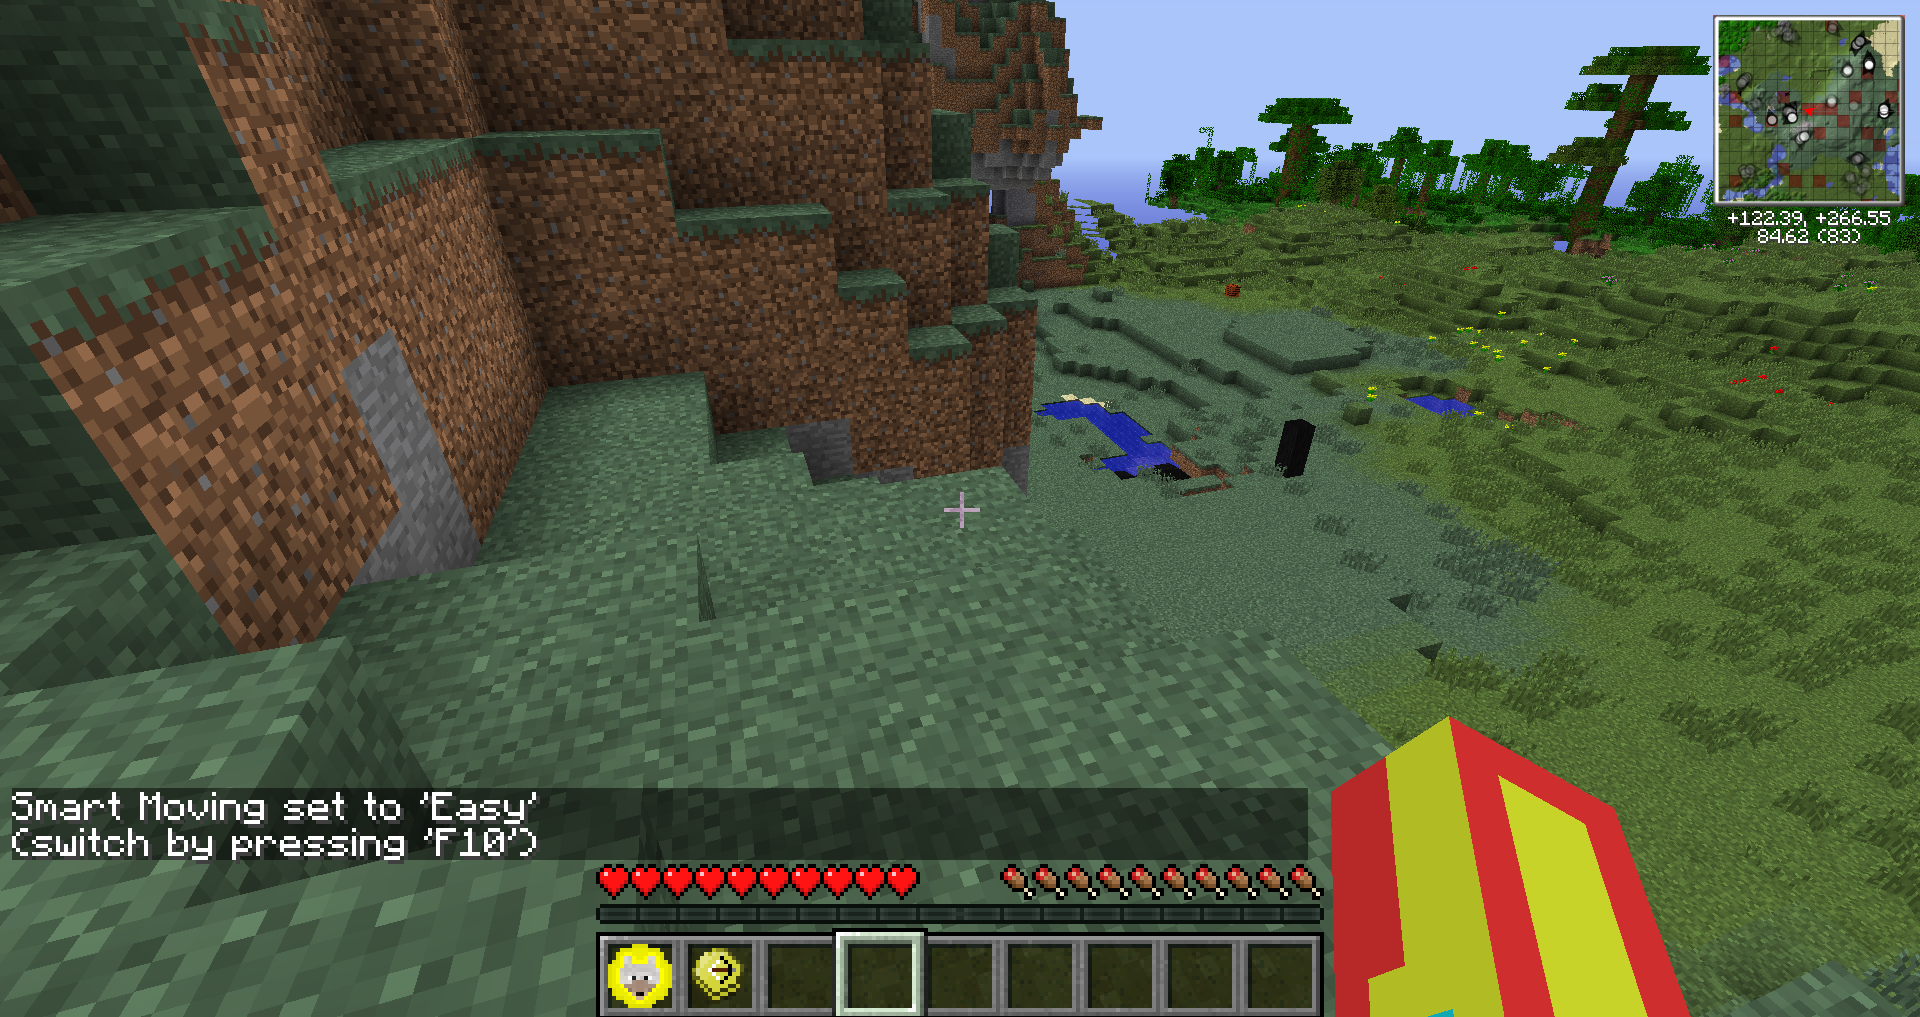 +122.39, +266.55
84.62 (83)
Smart Moving set to 'Easy'
(switch by pressing 'F10')